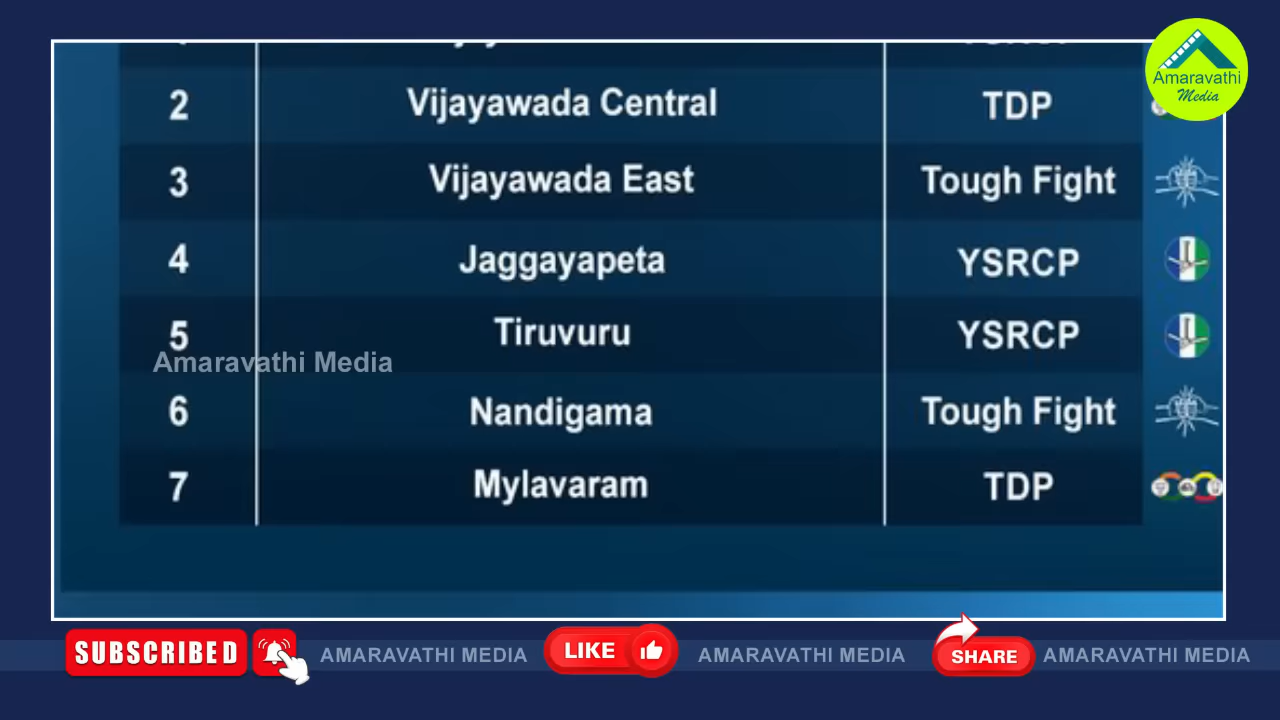 2 Vijayawada Central TDP
3 Vijayawada East Tough Fight
4 Jaggayapeta YSRCP
5 Tiruvuru YSRCP
6 Nandigama Tough Fight
7 Mylavaram TDP
Amaravathi
Media
Amaravathi Media
SUBSCRIBED AMARAVATHI MEDIA LIKE AMARAVATHI MEDIA SHARE AMARAVATHI MEDIA